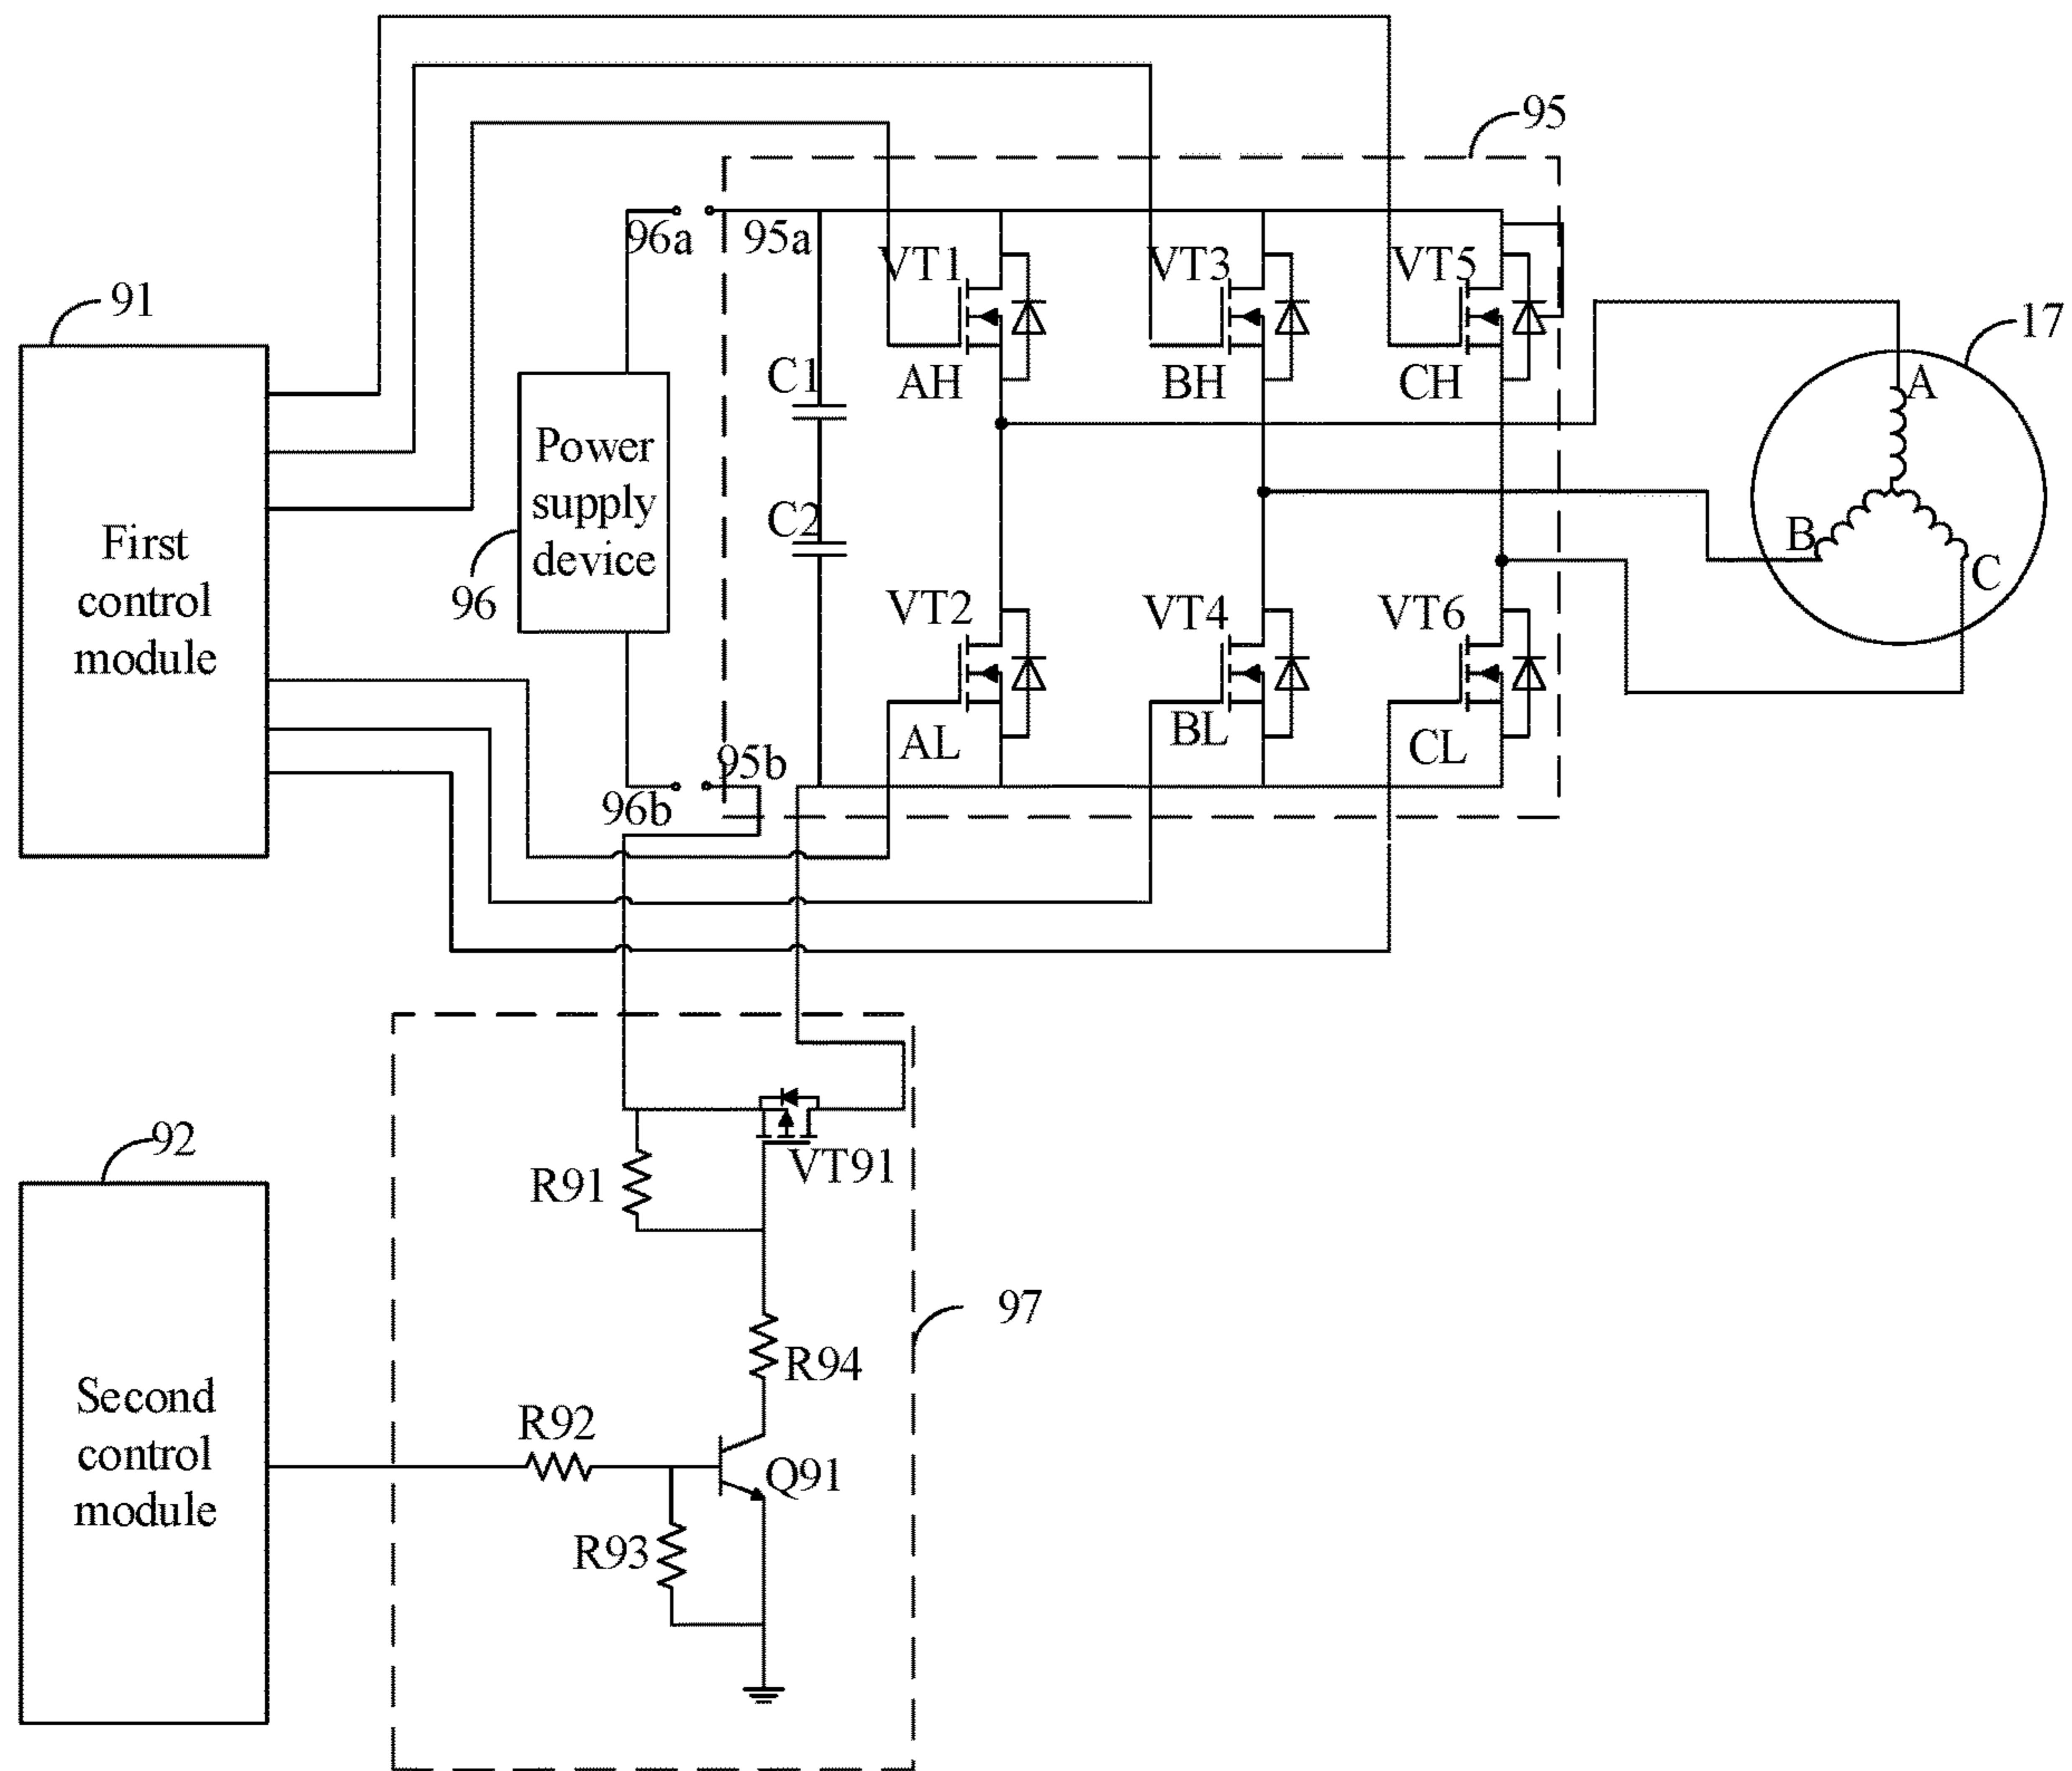 95
96a
95a
VT1
VT3
VT5
91
17
C1
AH
BH
CH
A
Power
supply
device
C2
First
control
module
B
C
96
VT2
VT4
VT6
AL
BL
CL
95b
96b
92
VT91
R91
97
R94
Second
control
module
R92
Q91
R93